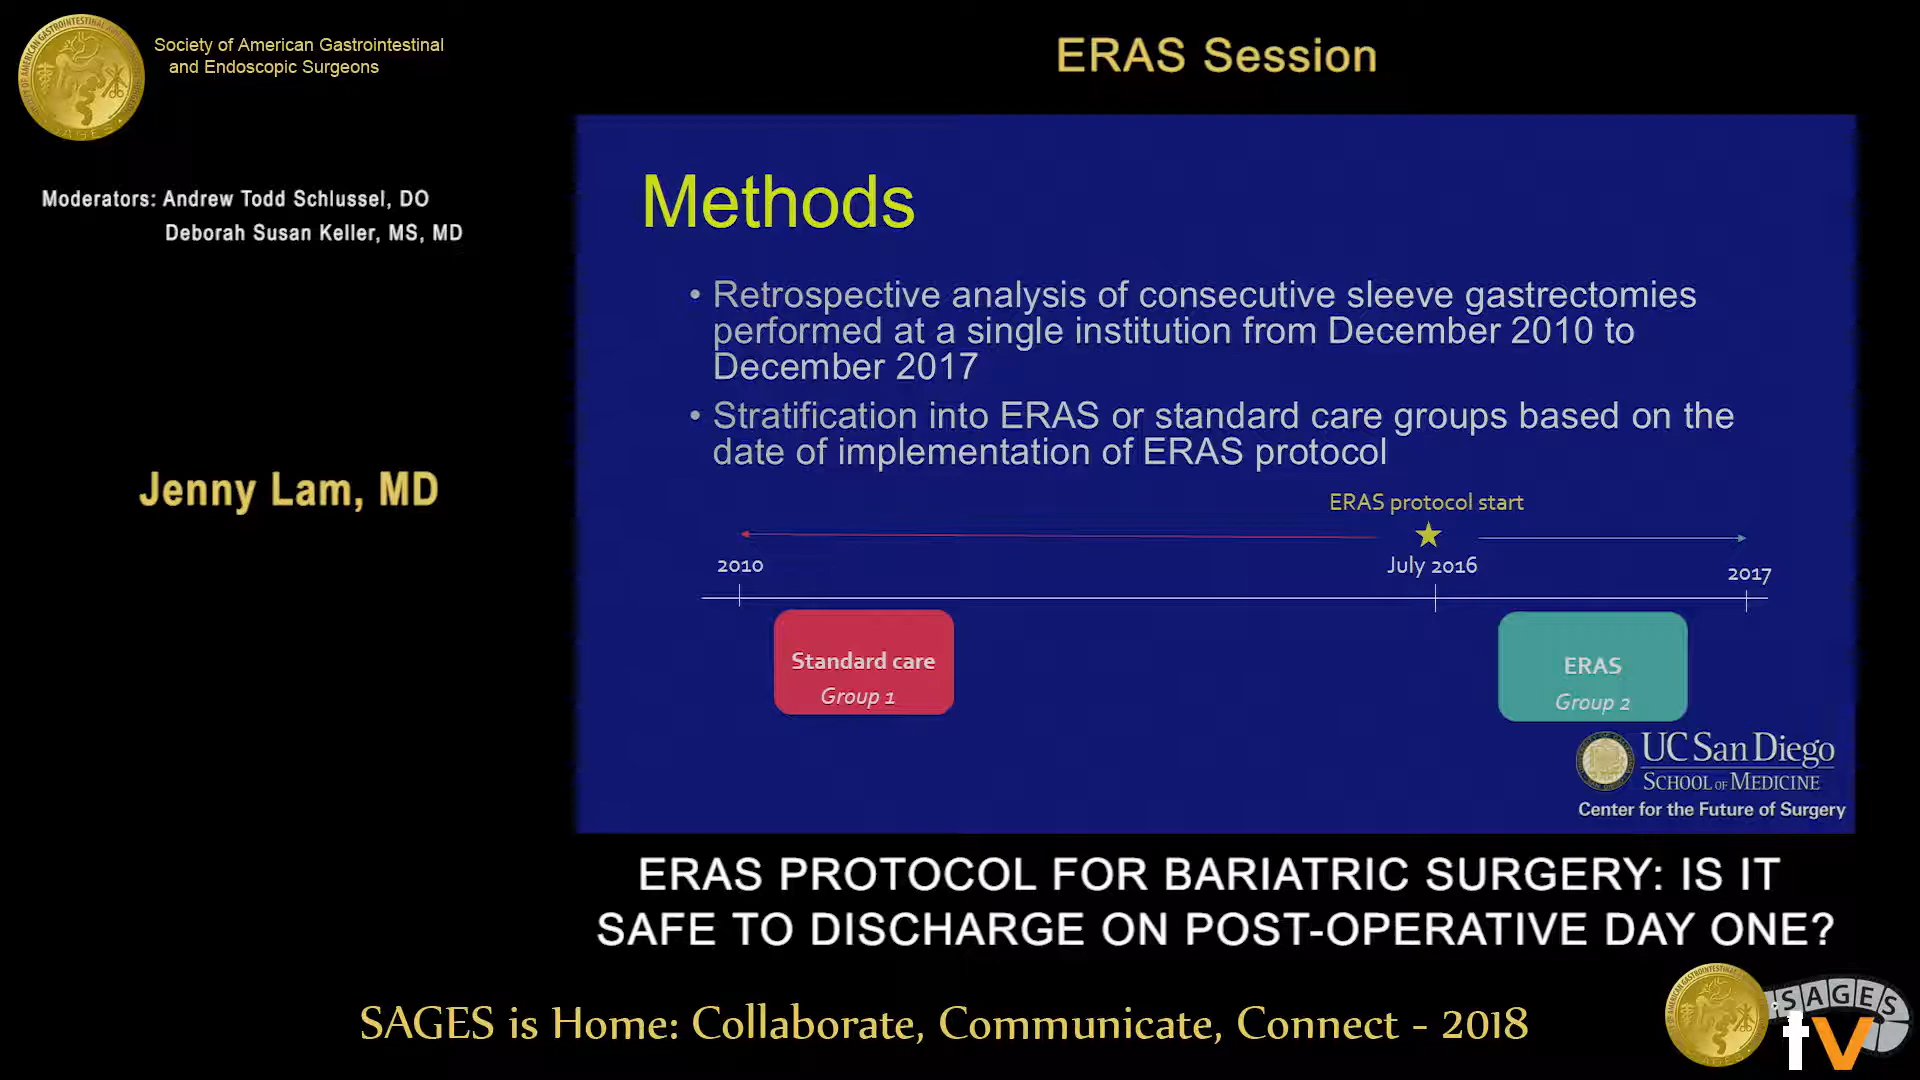 Society of American Gastrointestinal
and Endoscopic Surgeons
ERAS Session
Moderators: Andrew Todd Schlussel, DO
Deborah Susan Keller, MS, MD
Jenny Lam, MD
Methods
• Retrospective analysis of consecutive sleeve gastrectomies
performed at a single institution from December 2010 to
December 2017
• Stratification into ERAS or standard care groups based on the
date of implementation of ERAS protocol
ERAS protocol start
2010
July 2016
2017
Standard care
Group 1
ERAS
Group 2
UC San Diego
SCHOOL OF MEDICINE
Center for the Future of Surgery
ERAS PROTOCOL FOR BARIATRIC SURGERY: IS IT
SAFE TO DISCHARGE ON POST-OPERATIVE DAY ONE?
SAGES is Home: Collaborate, Communicate, Connect - 2018
SAGES
tv